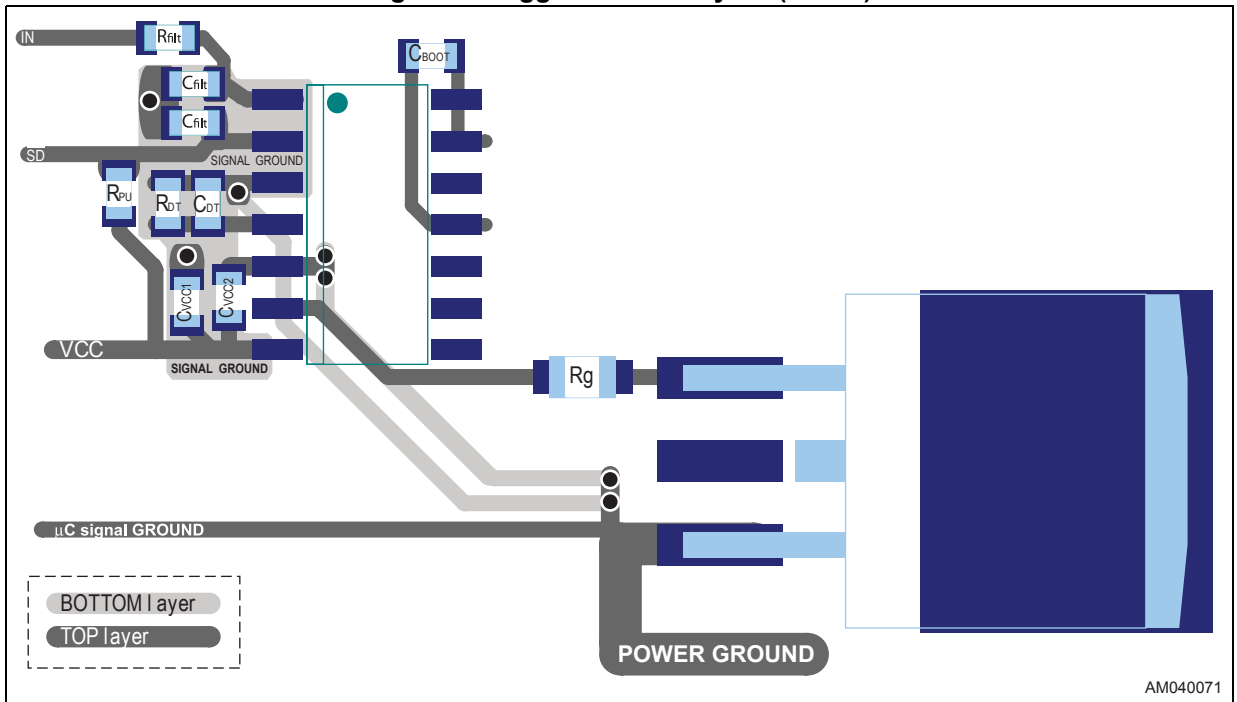 IN
Rfilt
CBOOT
Cfilt
Cfilt
SD
SIGNAL GROUND
RPU
RDT
CDT
CVCC1
CVCC2
VCC
SIGNAL GROUND
Rg
µC signal GROUND
BOTTOM layer
TOP layer
POWER GROUND
AM040071